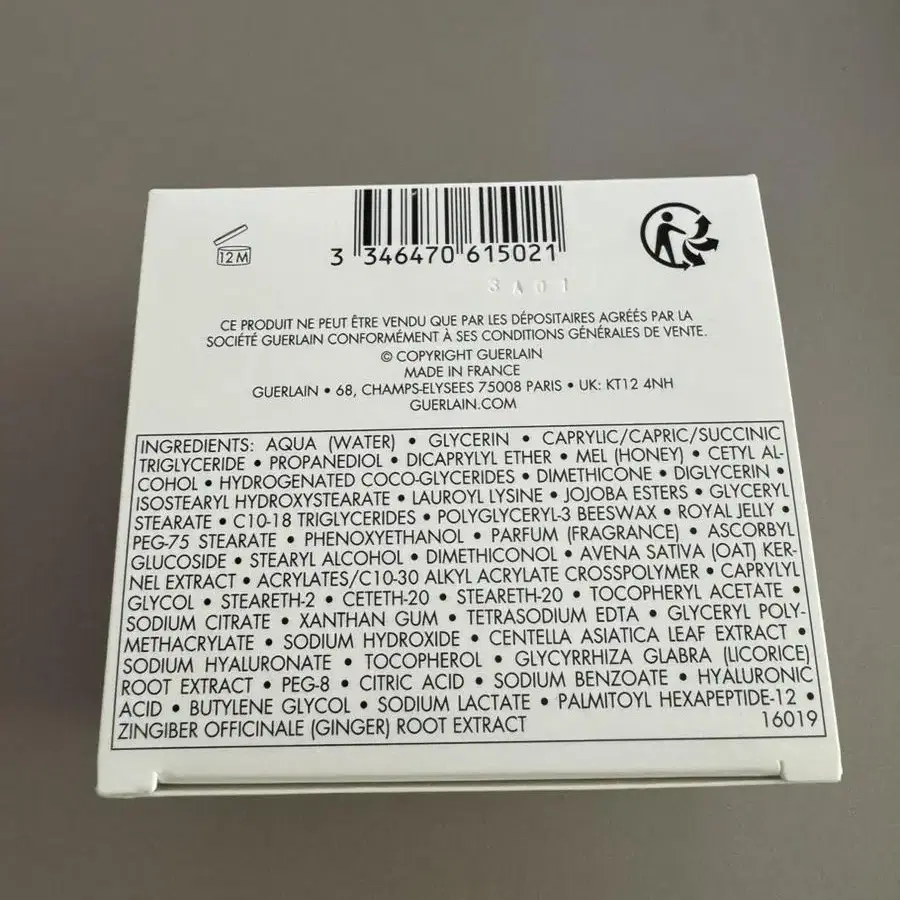 12M
3 346470 615021
SA01
CE PRODUIT NE PEUT ÊTRE VENDU QUE PAR LES DÉPOSITAIRES AGRÉÉS PAR LA
SOCIÉTÉ GUERLAIN CONFORMÉMENT À SES CONDITIONS GÉNÉRALES DE VENTE.
© COPYRIGHT GUERLAIN
MADE IN FRANCE
GUERLAIN • 68, CHAMPS-ELYSEES 75008 PARIS • UK: KT12 4NH
GUERLAIN.COM
INGREDIENTS: AQUA (WATER) • GLYCERIN • CAPRYLIC/CAPRIC/SUCCINIC
TRIGLYCERIDE • PROPANEDIOL • DICAPRYLYL ETHER • MEL (HONEY) • CETYL AL-
COHOL • HYDROGENATED COCO-GLYCERIDES • DIMETHICONE • DIGLYCERIN •
ISOSTEARYL HYDROXYSTEARATE • LAUROYL LYSINE • JOJOBA ESTERS • GLYCERYL
STEARATE • C10-18 TRIGLYCERIDES • POLYGLYCERYL-3 BEESWAX • ROYAL JELLY •
PEG-75 STEARATE • PHENOXYETHANOL • PARFUM (FRAGRANCE) • ASCORBYL
GLUCOSIDE • STEARYL ALCOHOL • DIMETHICONOL • AVENA SATIVA (OAT) KER-
NEL EXTRACT • ACRYLATES/C10-30 ALKYL ACRYLATE CROSSPOLYMER • CAPRYLYL
GLYCOL • STEARETH-2 • CETETH-20 • STEARETH-20 • TOCOPHERYL ACETATE •
SODIUM CITRATE • XANTHAN GUM • TETRASODIUM EDTA • GLYCERYL POLY-
METHACRYLATE • SODIUM HYDROXIDE • CENTELLA ASIATICA LEAF EXTRACT •
SODIUM HYALURONATE • TOCOPHEROL • GLYCYRRHIZA GLABRA (LICORICE)
ROOT EXTRACT • PEG-8 • CITRIC ACID • SODIUM BENZOATE • HYALURONIC
ACID • BUTYLENE GLYCOL • SODIUM LACTATE • PALMITOYL HEXAPEPTIDE-12 •
ZINGIBER OFFICINALE (GINGER) ROOT EXTRACT 16019